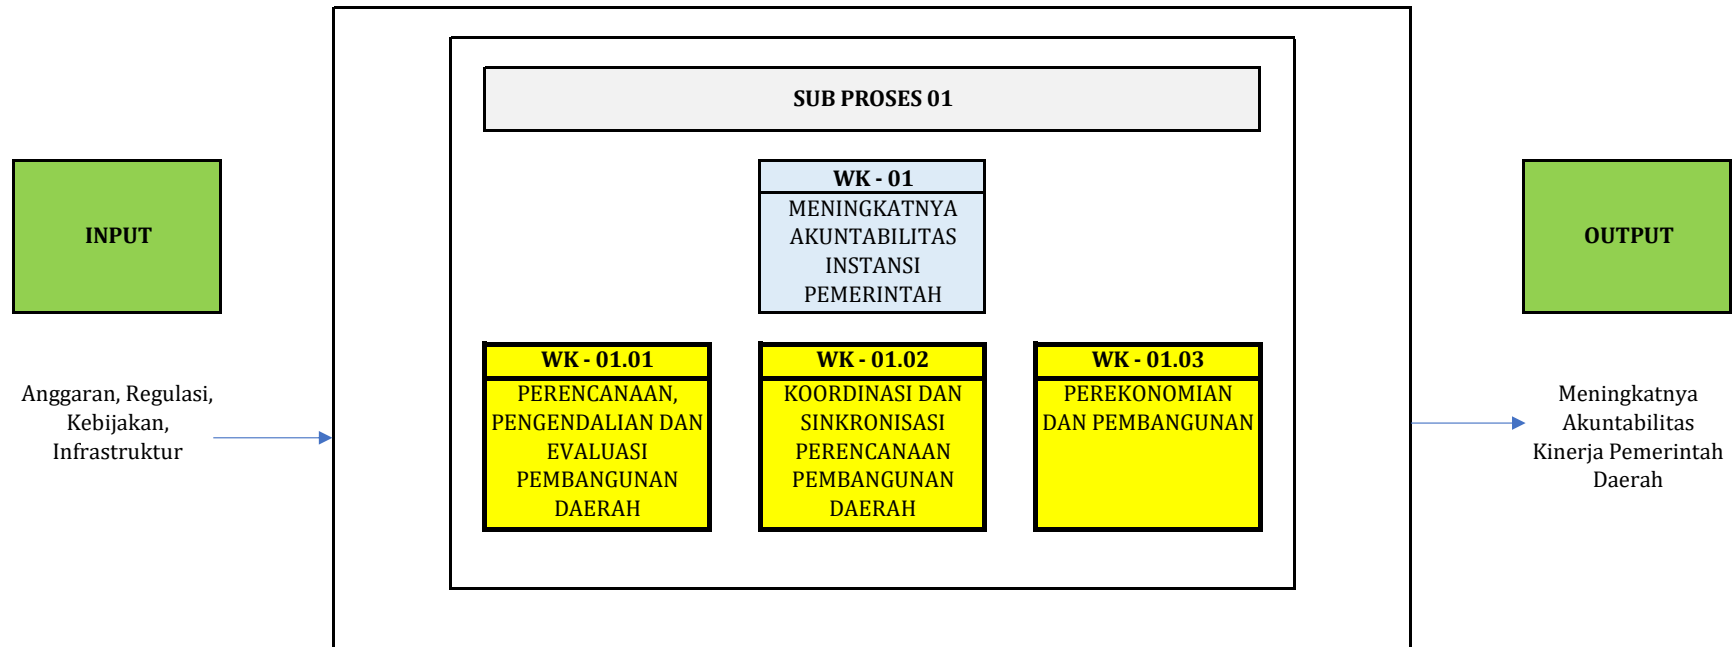 SUB PROSES 01
WK - 01
MENINGKATNYA
AKUNTABILITAS
INSTANSI
PEMERINTAH
INPUT
OUTPUT
WK - 01.01
PERENCANAAN,
PENGENDALIAN DAN
EVALUASI
PEMBANGUNAN
DAERAH
WK - 01.02
KOORDINASI DAN
SINKRONISASI
PERENCANAAN
PEMBANGUNAN
DAERAH
WK - 01.03
PEREKONOMIAN
DAN PEMBANGUNAN
Anggaran, Regulasi,
Kebijakan,
Infrastruktur
Meningkatnya
Akuntabilitas
Kinerja Pemerintah
Daerah